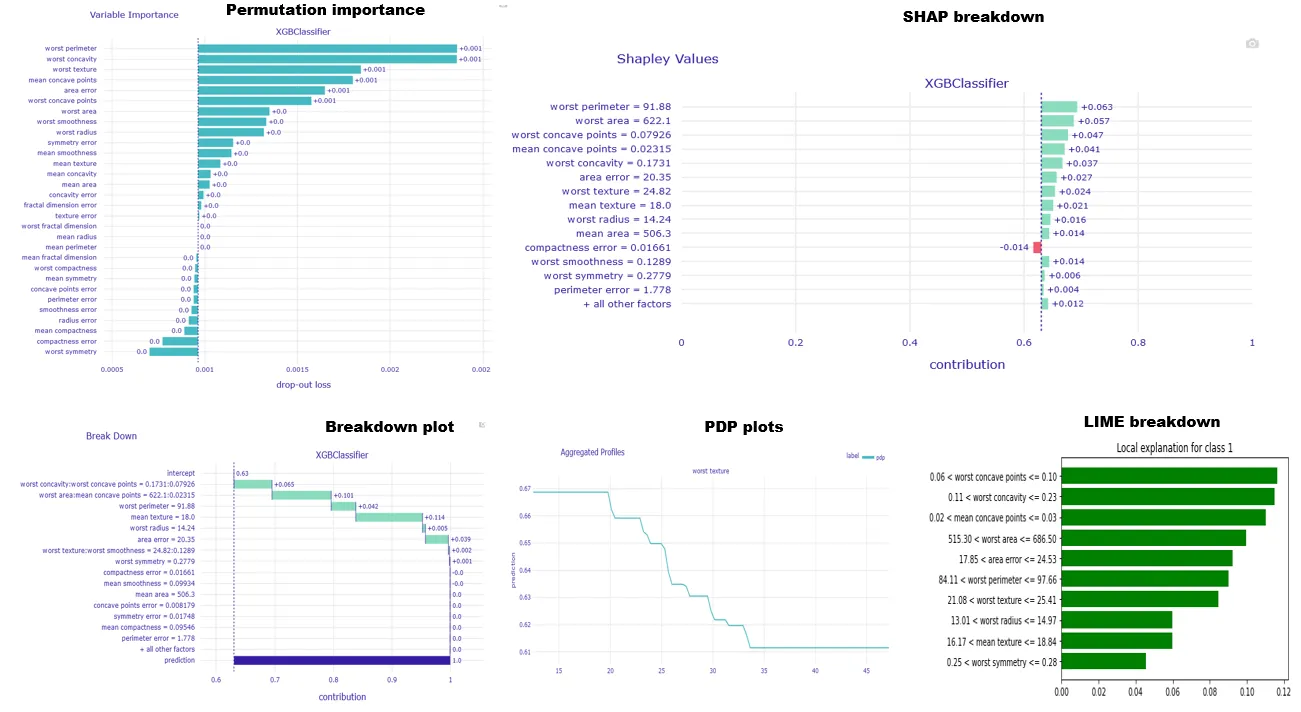 Permutation importance
Variable Importance
XGBClassifier
worst perimeter +0.001
worst concavity +0.001
worst texture +0.001
mean concave points +0.001
area error +0.001
worst concave points +0.001
worst area +0.0
worst smoothness +0.0
worst radius +0.0
symmetry error +0.0
mean smoothness +0.0
mean texture +0.0
mean concavity +0.0
mean area +0.0
concavity error +0.0
fractal dimension error +0.0
texture error +0.0
worst fractal dimension 0.0
mean radius 0.0
mean perimeter 0.0
mean fractal dimension 0.0
worst compactness 0.0
mean symmetry 0.0
concave points error 0.0
perimeter error 0.0
smoothness error 0.0
radius error 0.0
mean compactness 0.0
compactness error 0.0
worst symmetry 0.0
0.0005 0.001 0.0015 0.002 0.002
drop-out loss
SHAP breakdown
Shapley Values
XGBClassifier
worst perimeter = 91.88 +0.063
worst area = 622.1 +0.057
worst concave points = 0.07926 +0.047
mean concave points = 0.02315 +0.041
worst concavity = 0.1731 +0.037
area error = 20.35 +0.027
worst texture = 24.82 +0.024
mean texture = 18.0 +0.021
worst radius = 14.24 +0.016
mean area = 506.3 +0.014
compactness error = 0.01661 -0.014
worst smoothness = 0.1289 +0.014
worst symmetry = 0.2779 +0.006
perimeter error = 1.778 +0.004
+ all other factors +0.012
0 0.2 0.4 0.6 0.8 1
contribution
Breakdown plot
Break Down
XGBClassifier
intercept 0.63
worst concavity:worst concave points = 0.1731:0.07926 +0.065
worst area:mean concave points = 622.1:0.02315 +0.101
worst perimeter = 91.88 +0.042
mean texture = 18.0 +0.114
worst radius = 14.24 +0.005
area error = 20.35 +0.039
worst texture:worst smoothness = 24.82:0.1289 +0.002
worst symmetry = 0.2779 +0.001
compactness error = 0.01661 -0.0
mean smoothness = 0.09934 -0.0
mean area = 506.3 0.0
concave points error = 0.008179 0.0
symmetry error = 0.01748 0.0
mean compactness = 0.09546 0.0
perimeter error = 1.778 0.0
+ all other factors 0.0
prediction 1.0
0.6 0.7 0.8 0.9 1
contribution
PDP plots
Aggregated Profiles
label pdp
worst texture
prediction
0.67
0.66
0.65
0.64
0.63
0.62
0.61
15 20 25 30 35 40 45
LIME breakdown
Local explanation for class 1
0.06 < worst concave points <= 0.10
0.11 < worst concavity <= 0.23
0.02 < mean concave points <= 0.03
515.30 < worst area <= 686.50
17.85 < area error <= 24.53
84.11 < worst perimeter <= 97.66
21.08 < worst texture <= 25.41
13.01 < worst radius <= 14.97
16.17 < mean texture <= 18.84
0.25 < worst symmetry <= 0.28
0.00 0.02 0.04 0.06 0.08 0.10 0.12